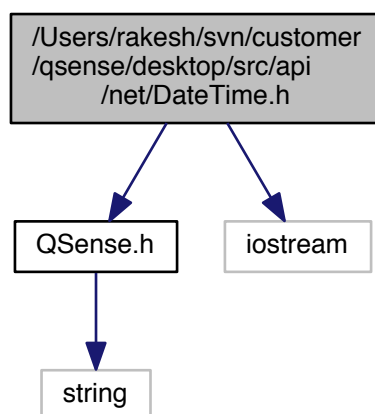 /Users/rakesh/svn/customer
/qsense/desktop/src/api
/net/DateTime.h
QSense.h
iostream
string